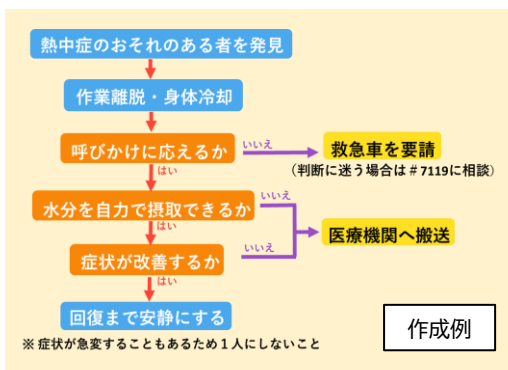 熱中症のおそれのある者を発見
作業離脱・身体冷却
呼びかけに応えるか
いいえ
救急車を要請
(判断に迷う場合は＃7119に相談)
はい
水分を自力で摂取できるか
いいえ
はい
医療機関へ搬送
症状が改善するか
いいえ
はい
回復まで安静にする
※ 症状が急変することもあるため１人にしないこと
作成例